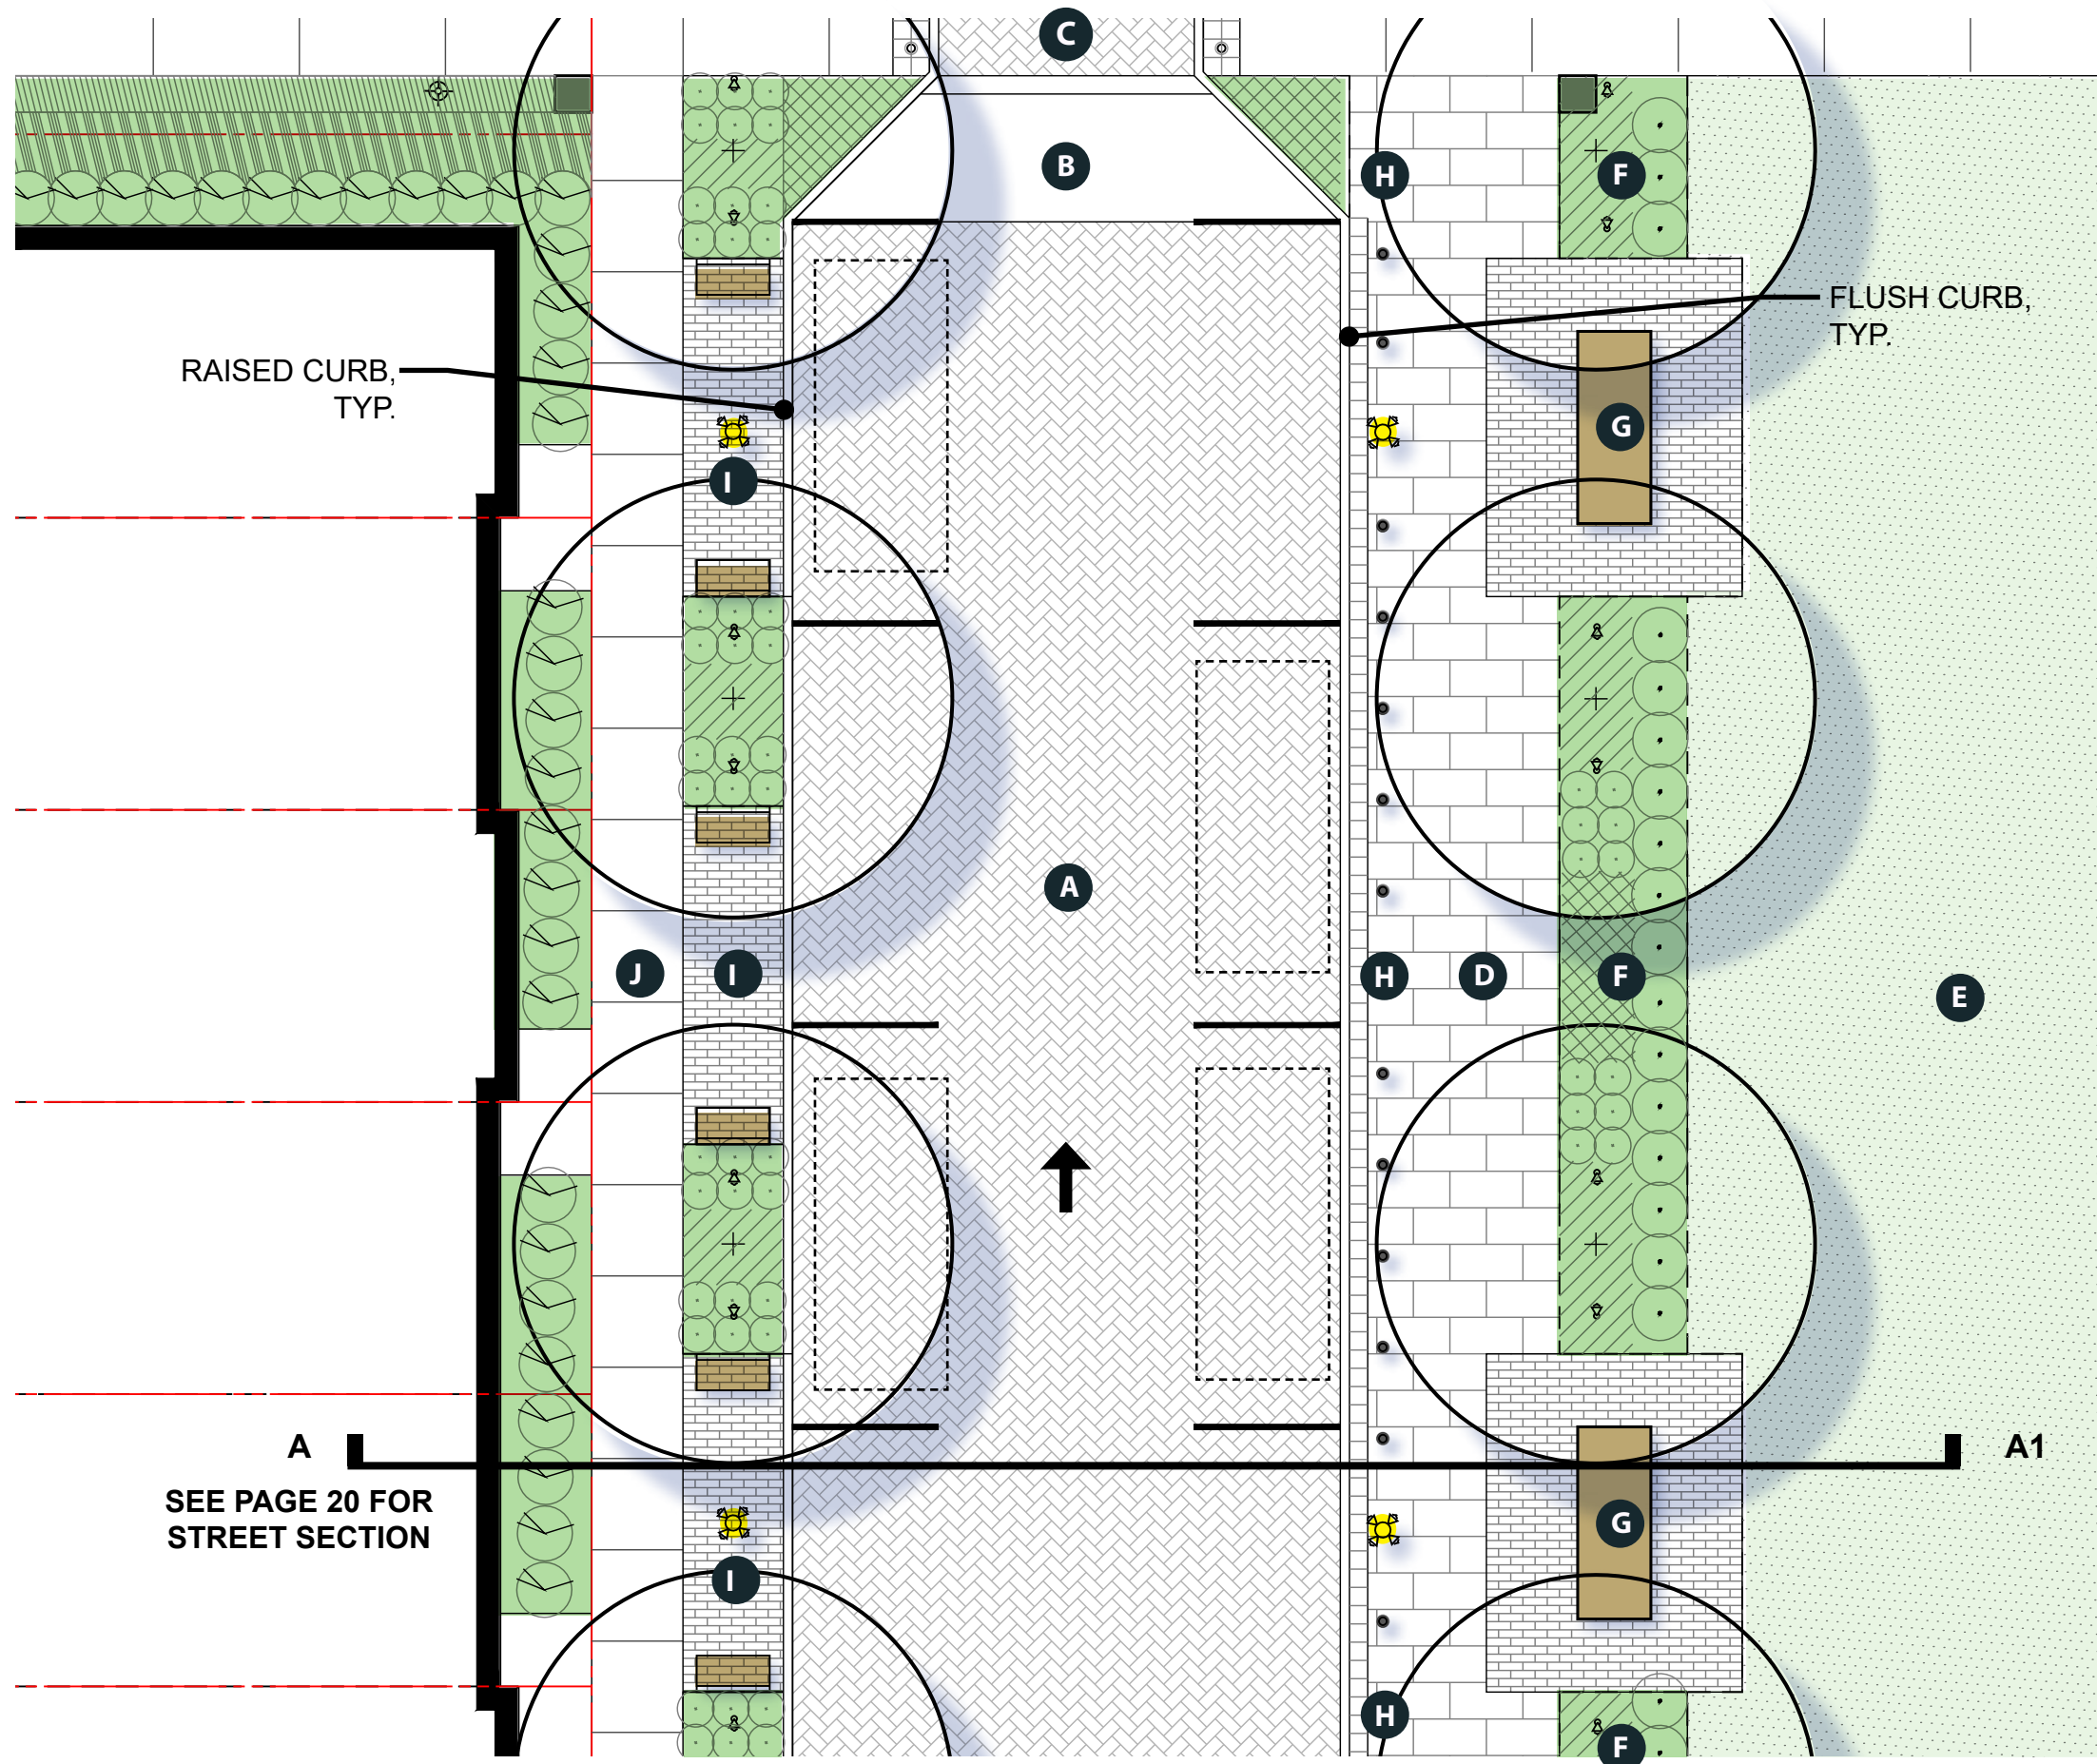 C
B
H
F
FLUSH CURB,
TYP.
RAISED CURB,
TYP.
G
I
A
J
I
H
D
F
E
A
A1
SEE PAGE 20 FOR
STREET SECTION
G
I
H
F